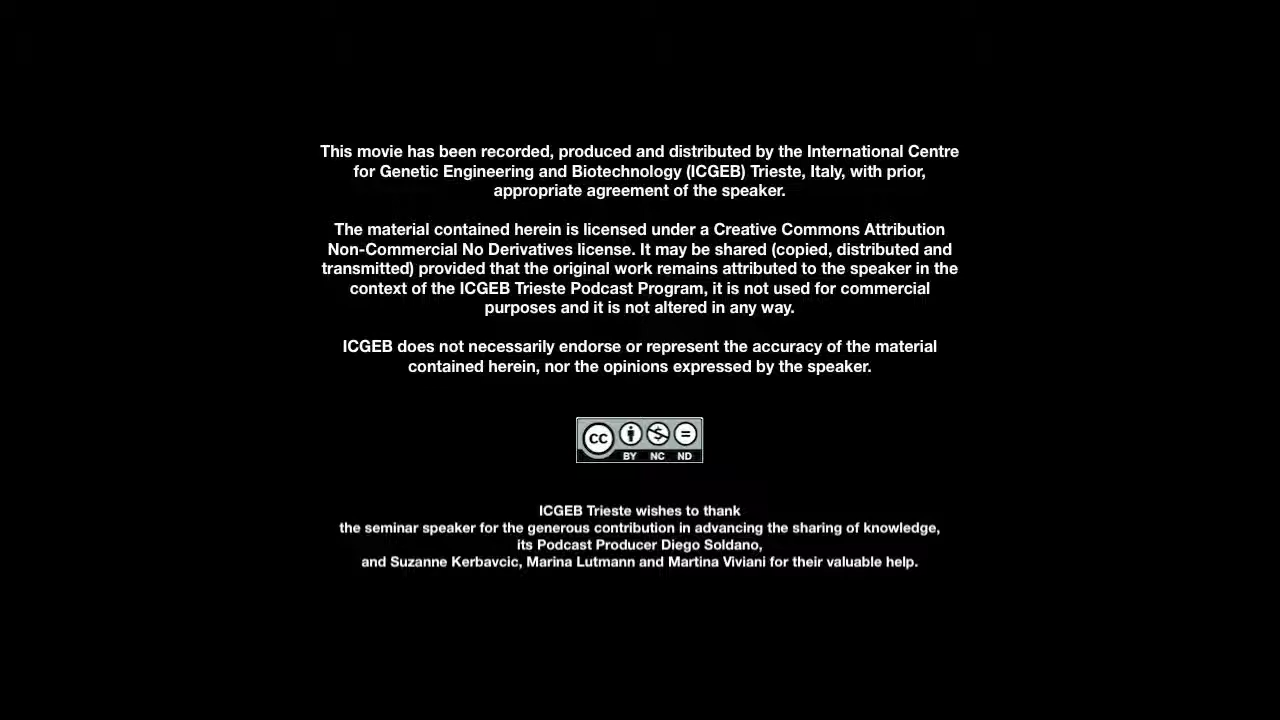 This movie has been recorded, produced and distributed by the International Centre
for Genetic Engineering and Biotechnology (ICGEB) Trieste, Italy, with prior,
appropriate agreement of the speaker.
The material contained herein is licensed under a Creative Commons Attribution
Non-Commercial No Derivatives license. It may be shared (copied, distributed and
transmitted) provided that the original work remains attributed to the speaker in the
context of the ICGEB Trieste Podcast Program, it is not used for commercial
purposes and it is not altered in any way.
ICGEB does not necessarily endorse or represent the accuracy of the material
contained herein, nor the opinions expressed by the speaker.
cc
BY NC ND
ICGEB Trieste wishes to thank
the seminar speaker for the generous contribution in advancing the sharing of knowledge,
its Podcast Producer Diego Soldano,
and Suzanne Kerbavcic, Marina Lutmann and Martina Viviani for their valuable help.